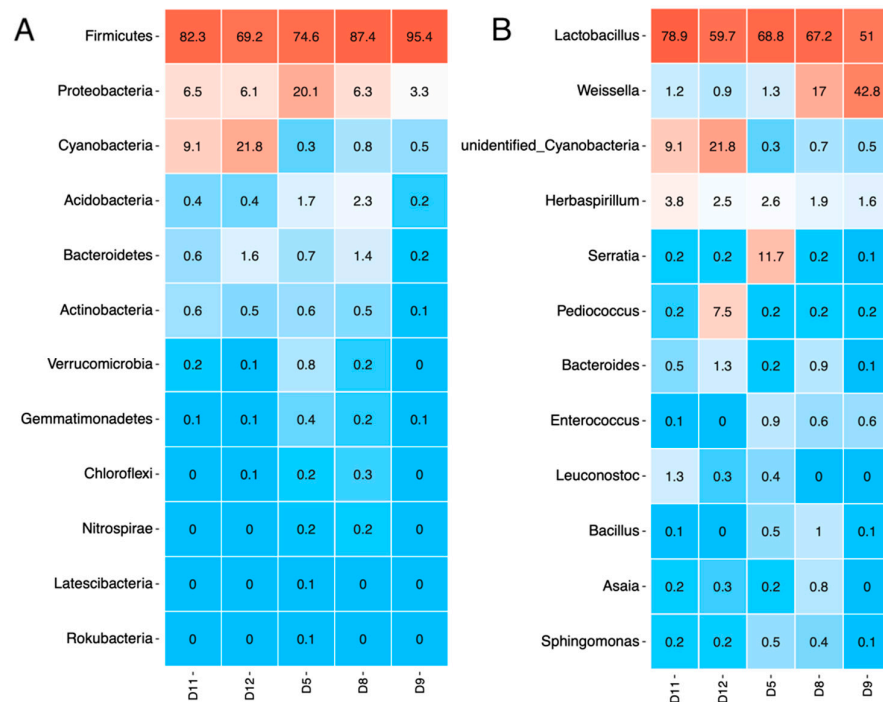 A
Firmicutes- 82.3 69.2 74.6 87.4 95.4
Proteobacteria- 6.5 6.1 20.1 6.3 3.3
Cyanobacteria- 9.1 21.8 0.3 0.8 0.5
Acidobacteria- 0.4 0.4 1.7 2.3 0.2
Bacteroidetes- 0.6 1.6 0.7 1.4 0.2
Actinobacteria- 0.6 0.5 0.6 0.5 0.1
Verrucomicrobia- 0.2 0.1 0.8 0.2 0
Gemmatimonadetes- 0.1 0.1 0.4 0.2 0.1
Chloroflexi- 0 0.1 0.2 0.3 0
Nitrospirae- 0 0 0.2 0.2 0
Latescibacteria- 0 0 0.1 0 0
Rokubacteria- 0 0 0.1 0 0
D11- D12- D5- D8- D9-
B
Lactobacillus- 78.9 59.7 68.8 67.2 51
Weissella- 1.2 0.9 1.3 17 42.8
unidentified_Cyanobacteria- 9.1 21.8 0.3 0.7 0.5
Herbaspirillum- 3.8 2.5 2.6 1.9 1.6
Serratia- 0.2 0.2 11.7 0.2 0.1
Pediococcus- 0.2 7.5 0.2 0.2 0.2
Bacteroides- 0.5 1.3 0.2 0.9 0.1
Enterococcus- 0.1 0 0.9 0.6 0.6
Leuconostoc- 1.3 0.3 0.4 0 0
Bacillus- 0.1 0 0.5 1 0.1
Asaia- 0.2 0.3 0.2 0.8 0
Sphingomonas- 0.2 0.2 0.5 0.4 0.1
D11- D12- D5- D8- D9-